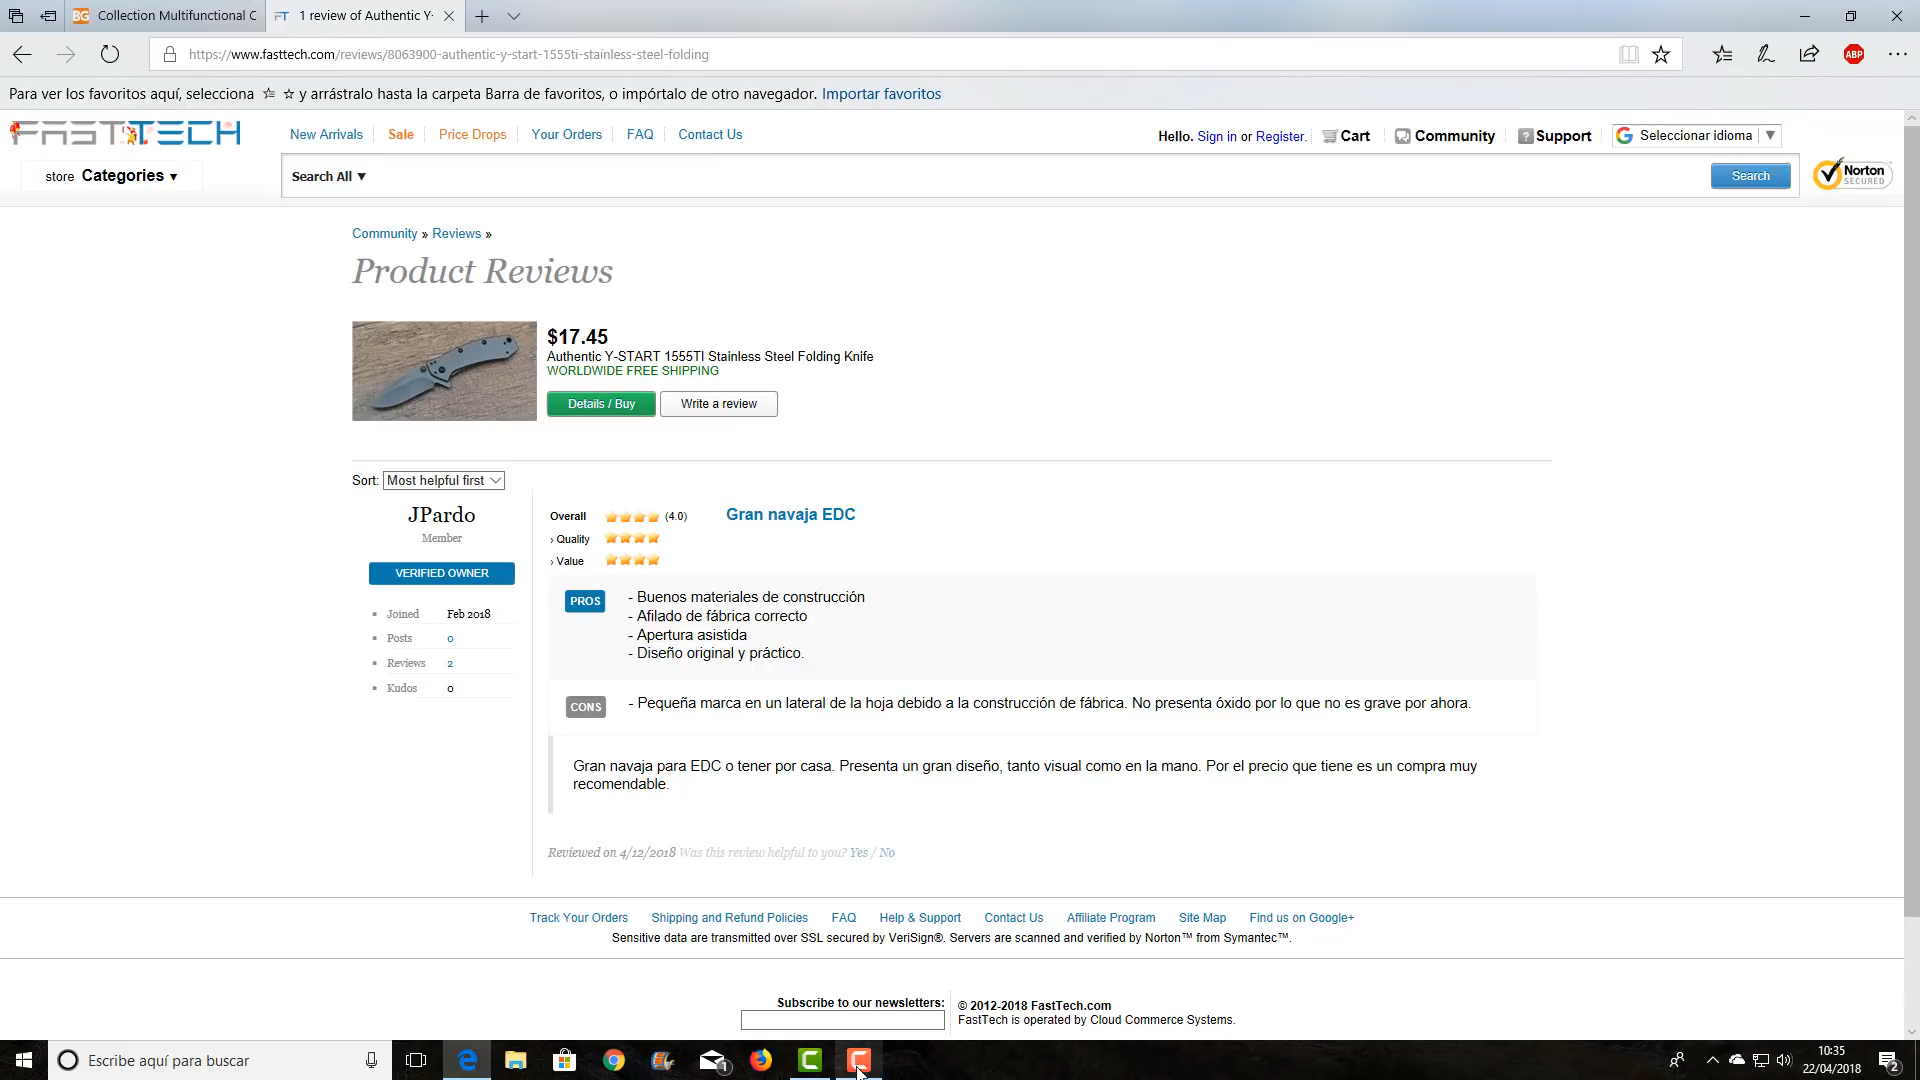 Collection Multifunctional C
1 review of Authentic Y-
https://www.fasttech.com/reviews/8063900-authentic-y-start-1555ti-stainless-steel-folding
ABP
Para ver los favoritos aquí, selecciona y arrástralo hasta la carpeta Barra de favoritos, o impórtalo de otro navegador. Importar favoritos
FASTTECH
New Arrivals Sale Price Drops Your Orders FAQ Contact Us
Hello. Sign in or Register. Cart Community Support Seleccionar idioma ▼
store Categories ▼
Search All ▼
Search
Norton SECURED
Community » Reviews »
Product Reviews
$17.45
Authentic Y-START 1555TI Stainless Steel Folding Knife
WORLDWIDE FREE SHIPPING
Details / Buy Write a review
Sort: Most helpful first
JPardo
Member
VERIFIED OWNER
Joined Feb 2018
Posts 0
Reviews 2
Kudos 0
Overall (4.0) Gran navaja EDC
› Quality
› Value
PROS
- Buenos materiales de construcción
- Afilado de fábrica correcto
- Apertura asistida
- Diseño original y práctico.
CONS
- Pequeña marca en un lateral de la hoja debido a la construcción de fábrica. No presenta óxido por lo que no es grave por ahora.
Gran navaja para EDC o tener por casa. Presenta un gran diseño, tanto visual como en la mano. Por el precio que tiene es un compra muy
recomendable.
Reviewed on 4/12/2018 Was this review helpful to you? Yes / No
Track Your Orders Shipping and Refund Policies FAQ Help & Support Contact Us Affiliate Program Site Map Find us on Google+
Sensitive data are transmitted over SSL secured by VeriSign®. Servers are scanned and verified by Norton™ from Symantec™.
Subscribe to our newsletters:
© 2012-2018 FastTech.com
FastTech is operated by Cloud Commerce Systems.
Escribe aquí para buscar
1
10:35
22/04/2018
2